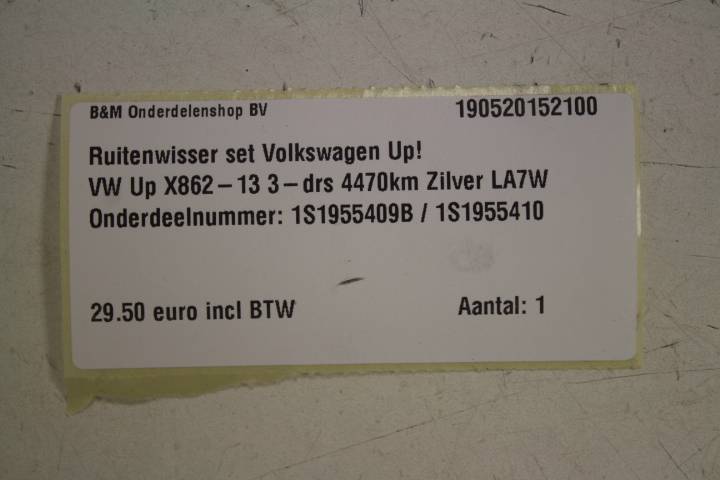 B&M Onderdelenshop BV 190520152100
Ruitenwisser set Volkswagen Up!
VW Up X862-13 3-drs 4470km Zilver LA7W
Onderdeelnummer: 1S1955409B / 1S1955410
29.50 euro incl BTW Aantal: 1